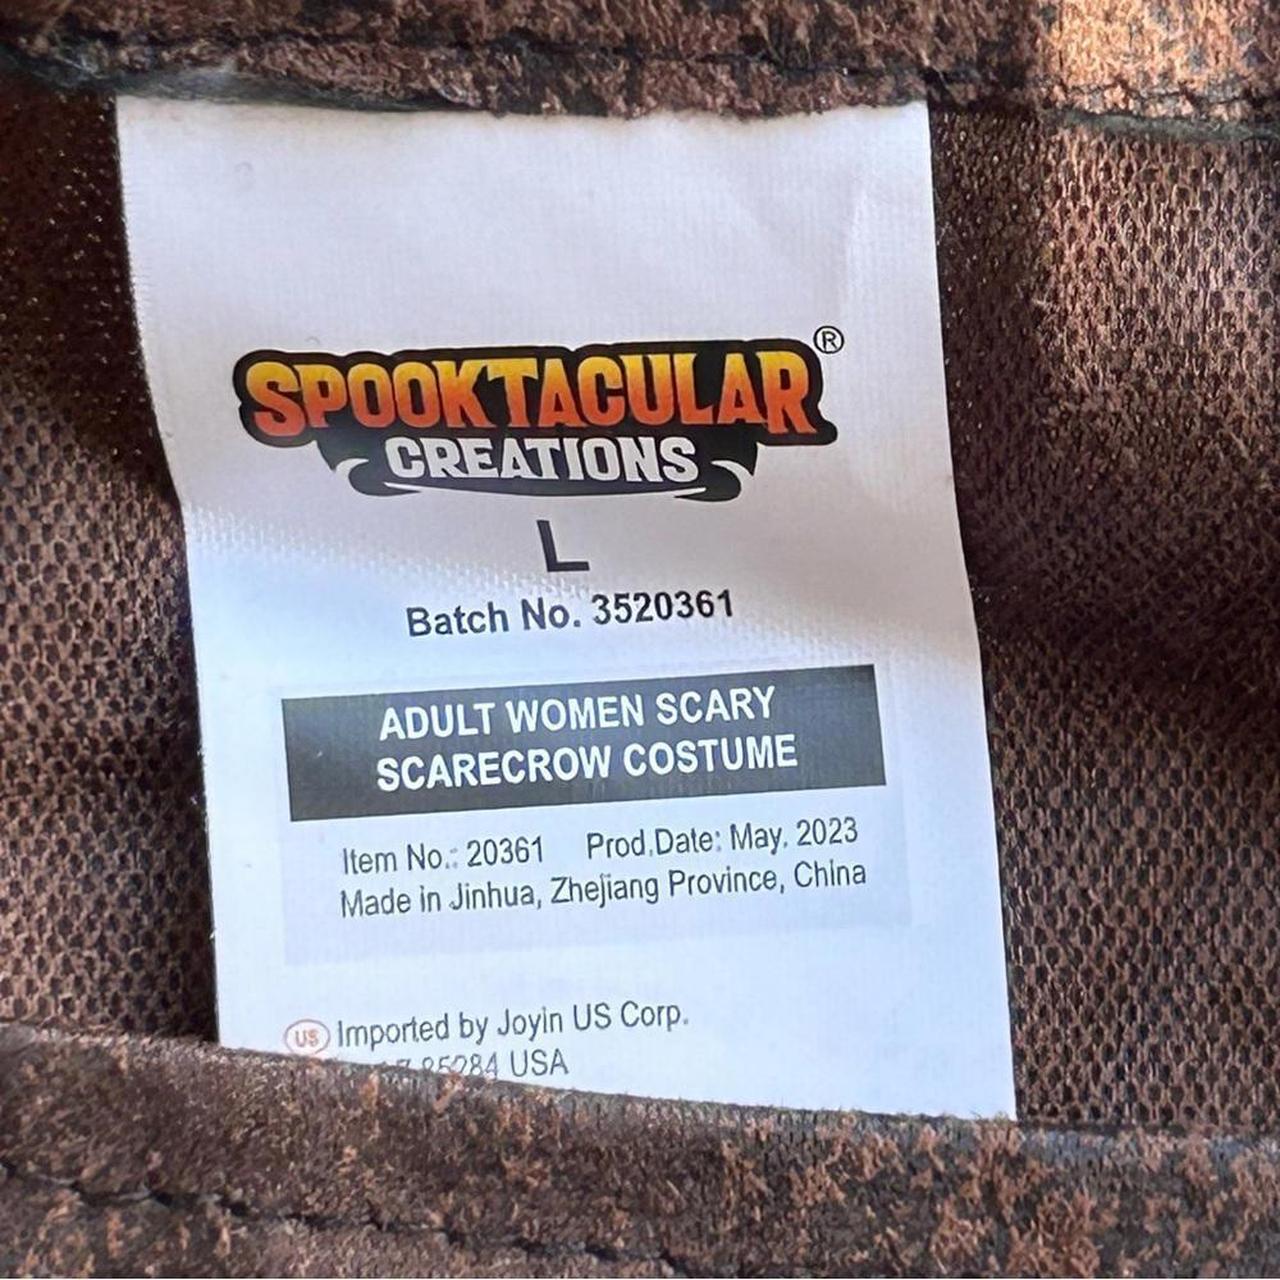 SPOOKTACULAR®
CREATIONS
L
Batch No. 3520361
ADULT WOMEN SCARY
SCARECROW COSTUME
Item No.: 20361 Prod.Date: May, 2023
Made in Jinhua, Zhejiang Province, China
US Imported by Joyin US Corp.
85284 USA